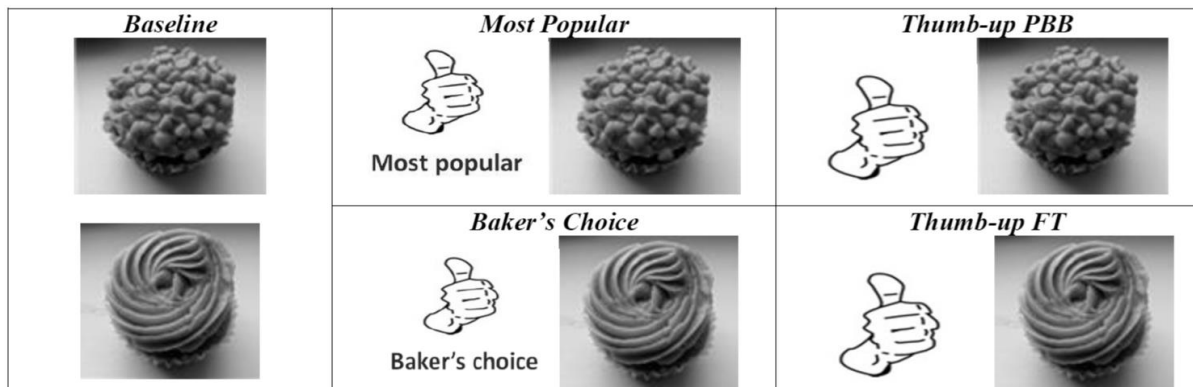 Baseline
Most Popular
Thumb-up PBB
Most popular
Baker's Choice
Thumb-up FT
Baker's choice